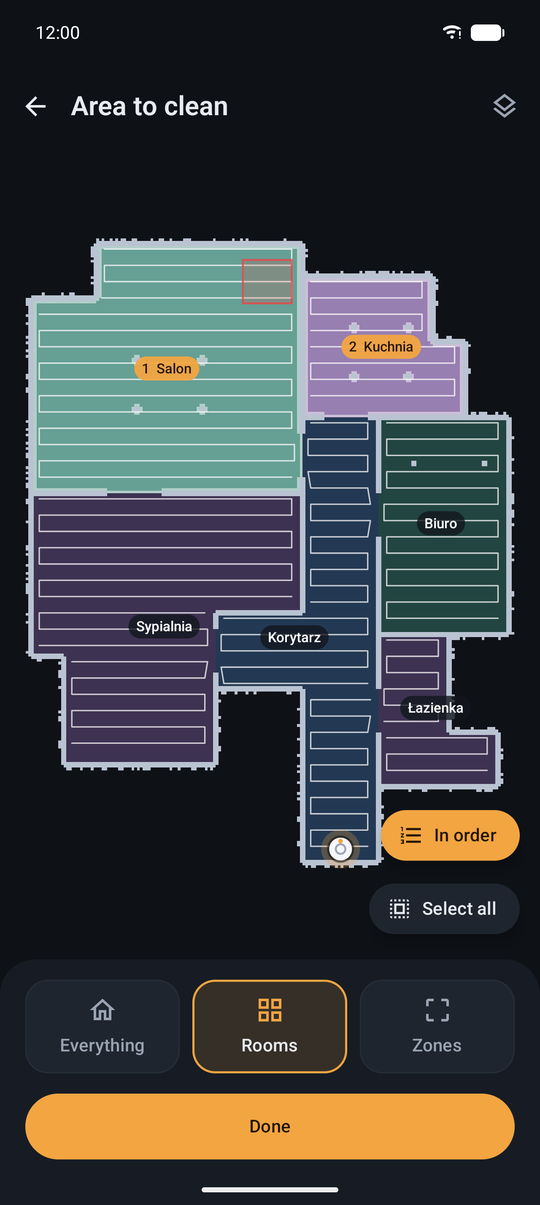 12:00
Area to clean
1 Salon
2 Kuchnia
Biuro
Sypialnia
Korytarz
Łazienka
In order
Select all
Everything
Rooms
Zones
Done